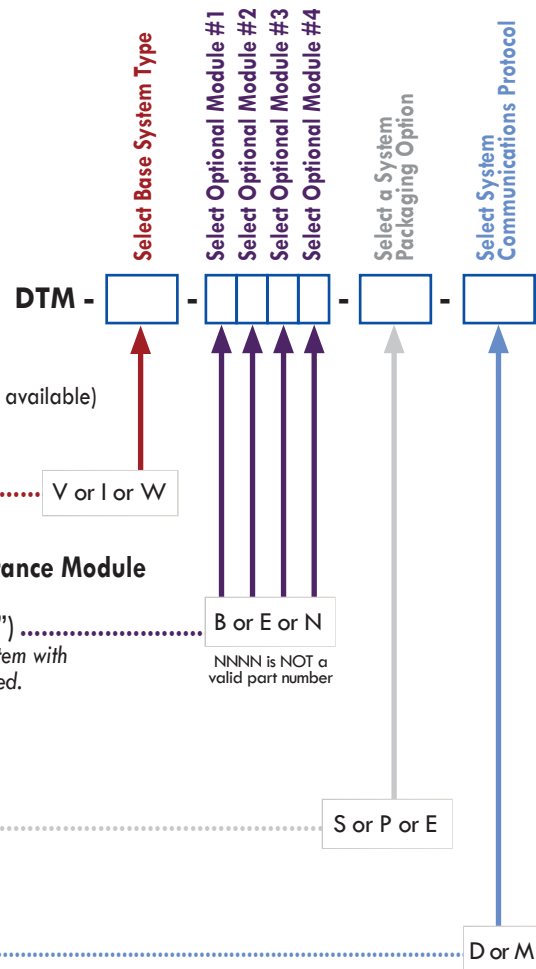 Select Base System Type
Select Optional Module #1
Select Optional Module #2
Select Optional Module #3
Select Optional Module #4
Select a System
Packaging Option
Select System
Communications Protocol
DTM - - - -
available)
V or I or W
ance Module
B or E or N
")
tem with
ed.
NNNN is NOT a
valid part number
S or P or E
D or M